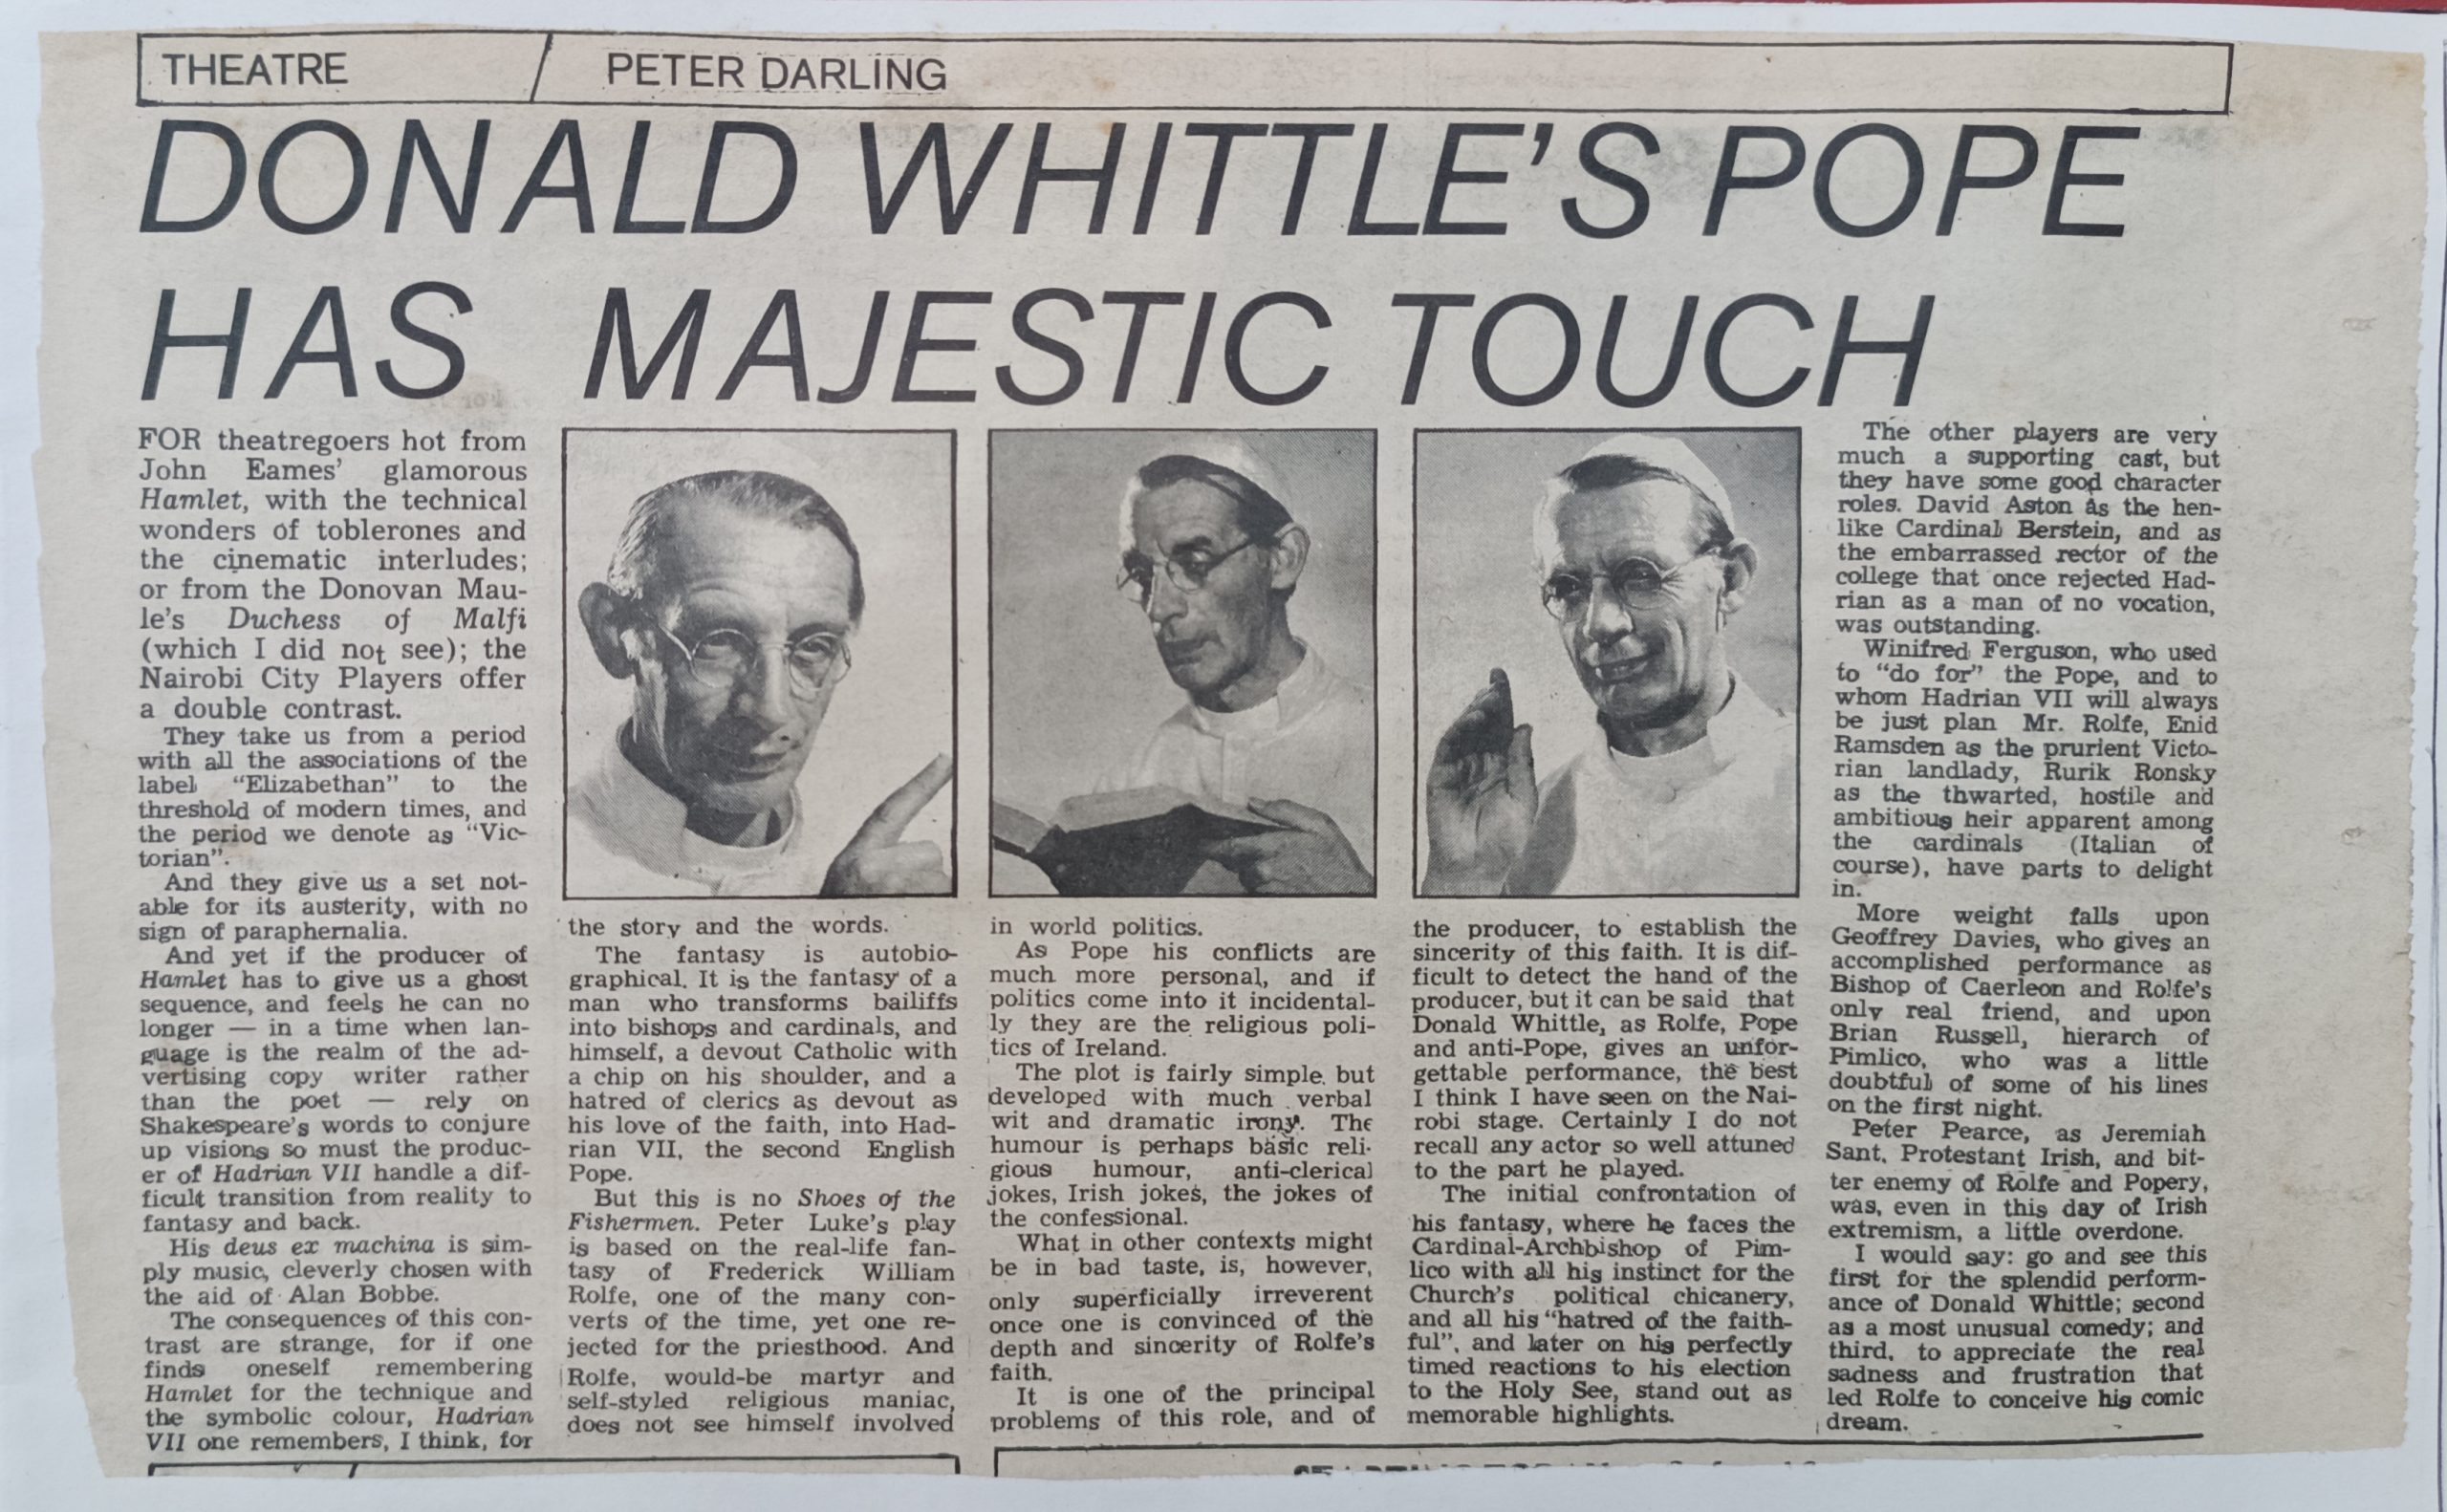 THEATRE
PETER DARLING
DONALD WHITTLE'S POPE
HAS MAJESTIC TOUCH
FOR theatregoers hot from
John Eames' glamorous
Hamlet, with the technical
wonders of toblerones and
the cinematic interludes;
or from the Donovan Mau-
le's Duchess of Malfi
(which I did not see); the
Nairobi City Players offer
a double contrast.
They take us from a period
with all the associations of the
label "Elizabethan" to the
threshold of modern times, and
the period we denote as "Vic-
torian".
And they give us a set not-
able for its austerity, with no
sign of paraphernalia.
And yet if the producer of
Hamlet has to give us a ghost
sequence, and feels he can no
longer — in a time when lan-
guage is the realm of the ad-
vertising copy writer rather
than the poet — rely on
Shakespeare's words to conjure
up visions so must the produc-
er of Hadrian VII handle a dif-
ficult transition from reality to
fantasy and back.
His deus ex machina is sim-
ply music, cleverly chosen with
the aid of Alan Bobbe.
The consequences of this con-
trast are strange, for if one
finds oneself remembering
Hamlet for the technique and
the symbolic colour, Hadrian
VII one remembers, I think, for
the story and the words.
The fantasy is autobio-
graphical. It is the fantasy of a
man who transforms bailiffs
into bishops and cardinals, and
himself, a devout Catholic with
a chip on his shoulder, and a
hatred of clerics as devout as
his love of the faith, into Had-
rian VII, the second English
Pope.
But this is no Shoes of the
Fishermen. Peter Luke's play
is based on the real-life fan-
tasy of Frederick William
Rolfe, one of the many con-
verts of the time, yet one re-
jected for the priesthood. And
Rolfe, would-be martyr and
self-styled religious maniac,
does not see himself involved
in world politics.
As Pope his conflicts are
much more personal, and if
politics come into it incidental-
ly they are the religious poli-
tics of Ireland.
The plot is fairly simple but
developed with much verbal
wit and dramatic irony. The
humour is perhaps basic reli-
gious humour, anti-clerical
jokes, Irish jokes, the jokes of
the confessional.
What in other contexts might
be in bad taste, is, however,
only superficially irreverent
once one is convinced of the
depth and sincerity of Rolfe's
faith.
It is one of the principal
problems of this role, and of
the producer, to establish the
sincerity of this faith. It is dif-
ficult to detect the hand of the
producer, but it can be said that
Donald Whittle, as Rolfe, Pope
and anti-Pope, gives an unfor-
gettable performance, the best
I think I have seen on the Nai-
robi stage. Certainly I do not
recall any actor so well attuned
to the part he played.
The initial confrontation of
his fantasy, where he faces the
Cardinal-Archbishop of Pim-
lico with all his instinct for the
Church's political chicanery,
and all his "hatred of the faith-
ful", and later on his perfectly
timed reactions to his election
to the Holy See, stand out as
memorable highlights.
The other players are very
much a supporting cast, but
they have some good character
roles. David Aston as the hen-
like Cardinal Berstein, and as
the embarrassed rector of the
college that once rejected Had-
rian as a man of no vocation,
was outstanding.
Winifred Ferguson, who used
to "do for" the Pope, and to
whom Hadrian VII will always
be just plan Mr. Rolfe, Enid
Ramsden as the prurient Victo-
rian landlady, Rurik Ronsky
as the thwarted, hostile and
ambitious heir apparent among
the cardinals (Italian of
course), have parts to delight
in.
More weight falls upon
Geoffrey Davies, who gives an
accomplished performance as
Bishop of Caerleon and Rolfe's
only real friend, and upon
Brian Russell, hierarch of
Pimlico, who was a little
doubtful of some of his lines
on the first night.
Peter Pearce, as Jeremiah
Sant, Protestant Irish, and bit-
ter enemy of Rolfe and Popery,
was, even in this day of Irish
extremism, a little overdone.
I would say: go and see this
first for the splendid perform-
ance of Donald Whittle; second
as a most unusual comedy; and
third, to appreciate the real
sadness and frustration that
led Rolfe to conceive his comic
dream.